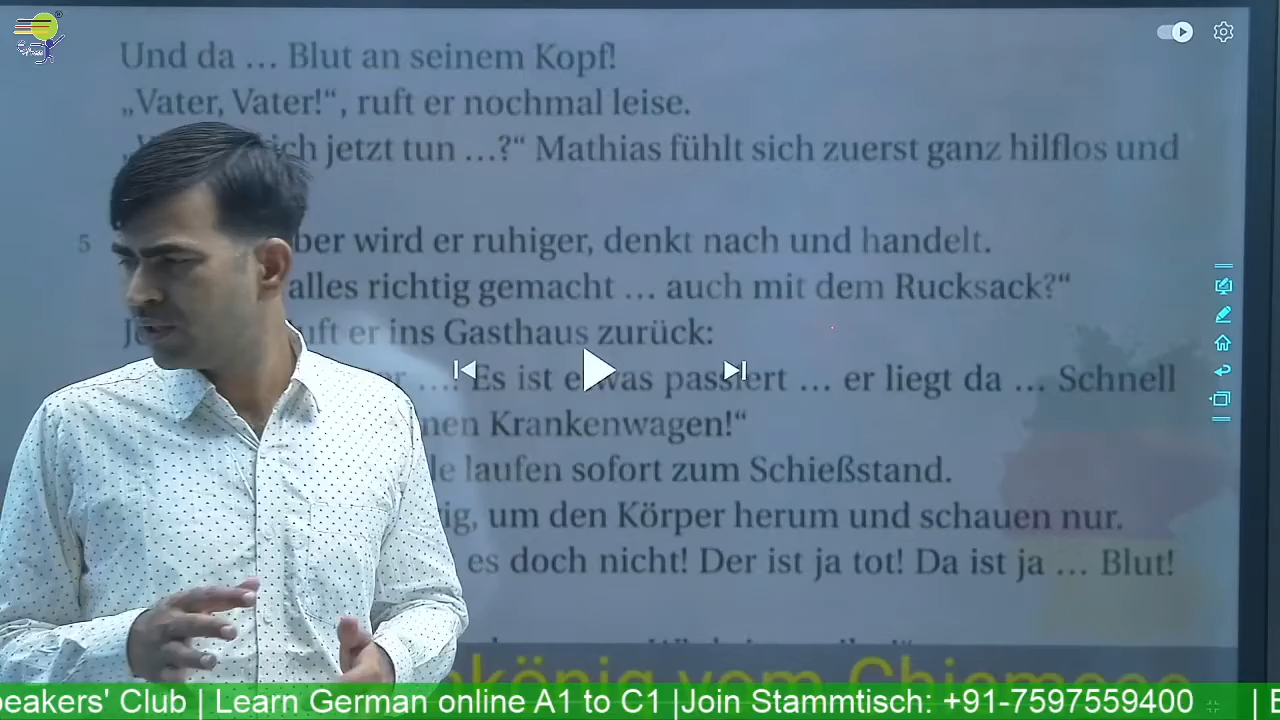 Und da … Blut an seinem Kopf!
„Vater, Vater!“, ruft er nochmal leise.
ich jetzt tun …?“ Mathias fühlt sich zuerst ganz hilflos und
5 ber wird er ruhiger, denkt nach und handelt.
alles richtig gemacht … auch mit dem Rucksack?“
uft er ins Gasthaus zurück:
Es ist etwas passiert … er liegt da … Schnell
nen Krankenwagen!“
le laufen sofort zum Schießstand.
ig, um den Körper herum und schauen nur.
es doch nicht! Der ist ja tot! Da ist ja … Blut!
könig vom Chiemsee
peakers' Club | Learn German online A1 to C1 |Join Stammtisch: +91-7597559400 | E